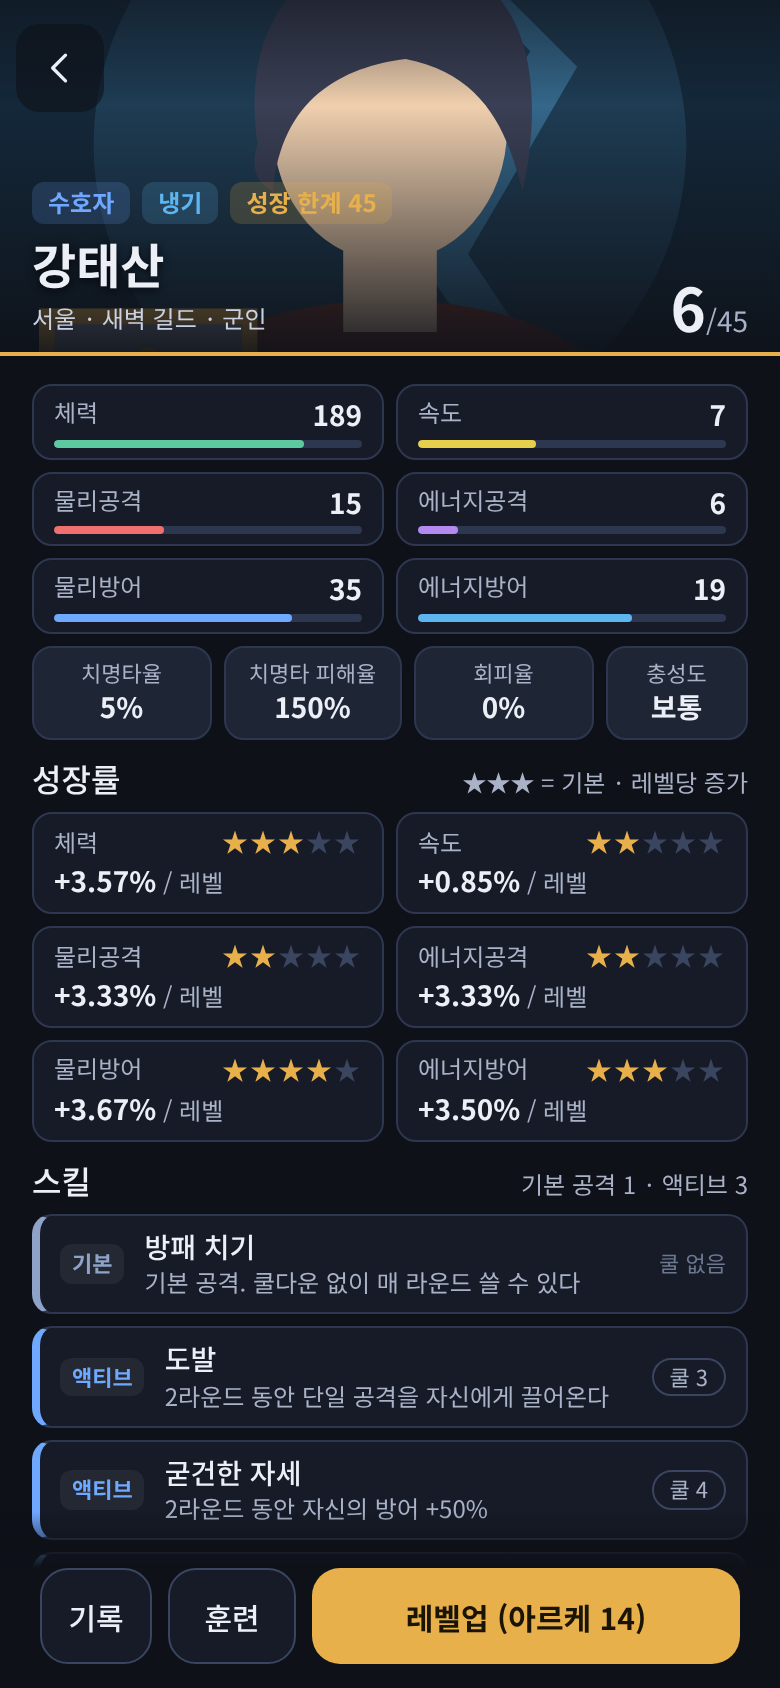 수호자 냉기 성장 한계 45
강태산
서울 · 새벽 길드 · 군인
6/45
체력 189
속도 7
물리공격 15
에너지공격 6
물리방어 35
에너지방어 19
치명타율
5%
치명타 피해율
150%
회피율
0%
충성도
보통
성장률
★★★ = 기본 · 레벨당 증가
체력 ★★★★★
+3.57% / 레벨
속도 ★★★★★
+0.85% / 레벨
물리공격 ★★★★★
+3.33% / 레벨
에너지공격 ★★★★★
+3.33% / 레벨
물리방어 ★★★★★
+3.67% / 레벨
에너지방어 ★★★★★
+3.50% / 레벨
스킬
기본 공격 1 · 액티브 3
기본
방패 치기
기본 공격. 쿨다운 없이 매 라운드 쓸 수 있다
쿨 없음
액티브
도발
2라운드 동안 단일 공격을 자신에게 끌어온다
쿨 3
액티브
굳건한 자세
2라운드 동안 자신의 방어 +50%
쿨 4
기록
훈련
레벨업 (아르케 14)